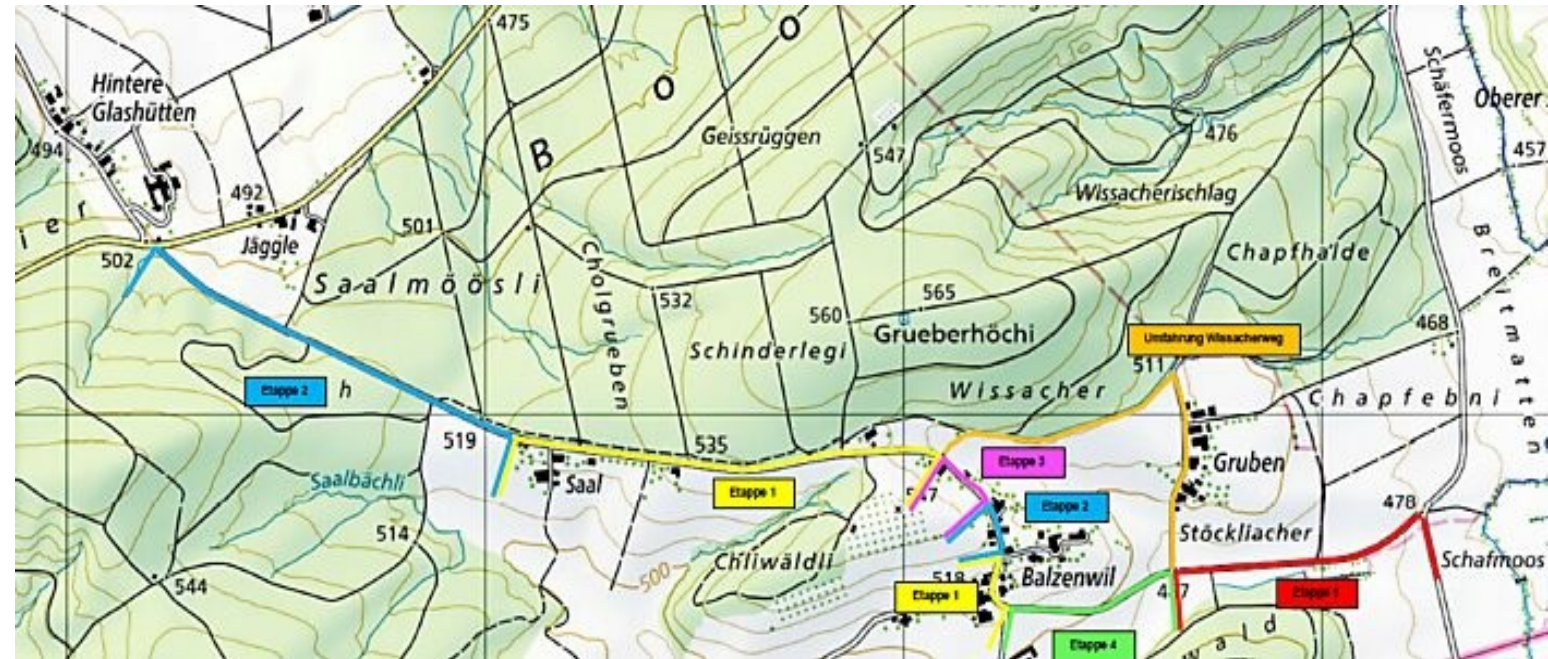 475
O
Hintere
Glashütten
O
Schäfermoos
Oberer
494
B
Geissrüggen
547
476
457
492
Wissacherischlag
i e r
501
Jäggle
Breitmatten
502
Saalmöösli
Cholgrueben
Chapfhalde
532
565
560
Grueberhöchi
468
Schinderlegi
Umfahrung Wissacherweg
511
Etappe 2
h
Wissacher
Chapfebni
519
535
Etappe 3
Gruben
Saalbächli
Saal
Etappe 1
Etappe 2
478
514
Stöckliacher
500
Chliwäldli
518
Balzenwil
Schafmoos
544
Etappe 1
Etappe 4
ald